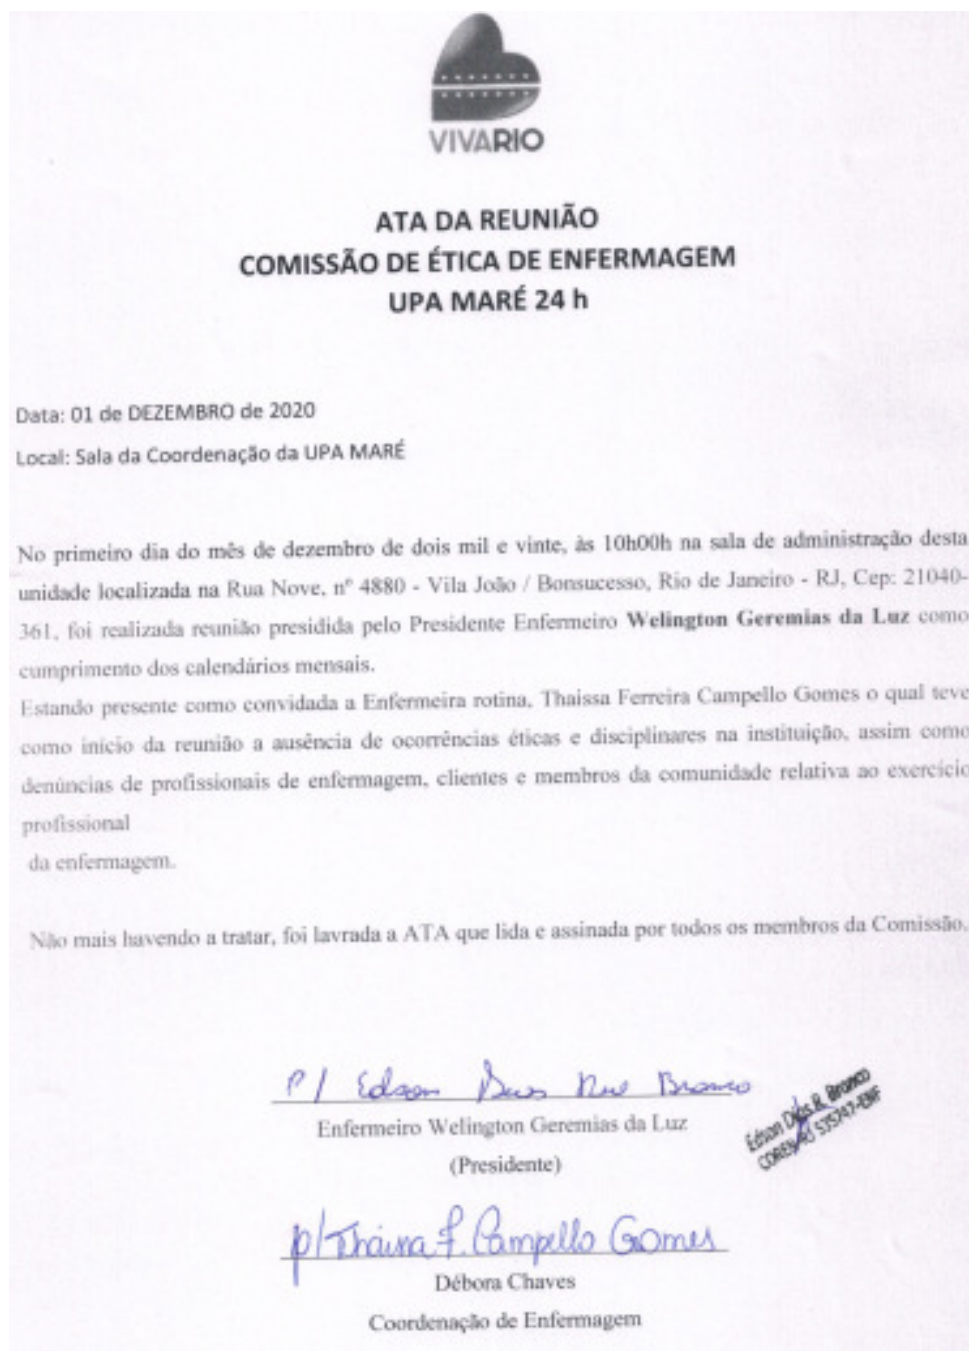 VIVARIO
ATA DA REUNIÃO
COMISSÃO DE ÉTICA DE ENFERMAGEM
UPA MARÉ 24 h
Data: 01 de DEZEMBRO de 2020
Local: Sala da Coordenação da UPA MARÉ
No primeiro dia do mês de dezembro de dois mil e vinte, às 10h00h na sala de administração desta
unidade localizada na Rua Nove, nº 4880 - Vila João / Bonsucesso, Rio de Janeiro - RJ, Cep: 21040-
361, foi realizada reunião presidida pelo Presidente Enfermeiro Welington Geremias da Luz como
cumprimento dos calendários mensais.
Estando presente como convidada a Enfermeira rotina, Thaissa Ferreira Campello Gomes o qual teve
como início da reunião a ausência de ocorrências éticas e disciplinares na instituição, assim como
denúncias de profissionais de enfermagem, clientes e membros da comunidade relativa ao exercício
profissional
da enfermagem.
Não mais havendo a tratar, foi lavrada a ATA que lida e assinada por todos os membros da Comissão.
P/ Edson Branco
Enfermeiro Welington Geremias da Luz
(Presidente)
Edson Dias R. Branco
COREN-RJ 535747-ENF
p/ F. Campello Gomes
Débora Chaves
Coordenação de Enfermagem